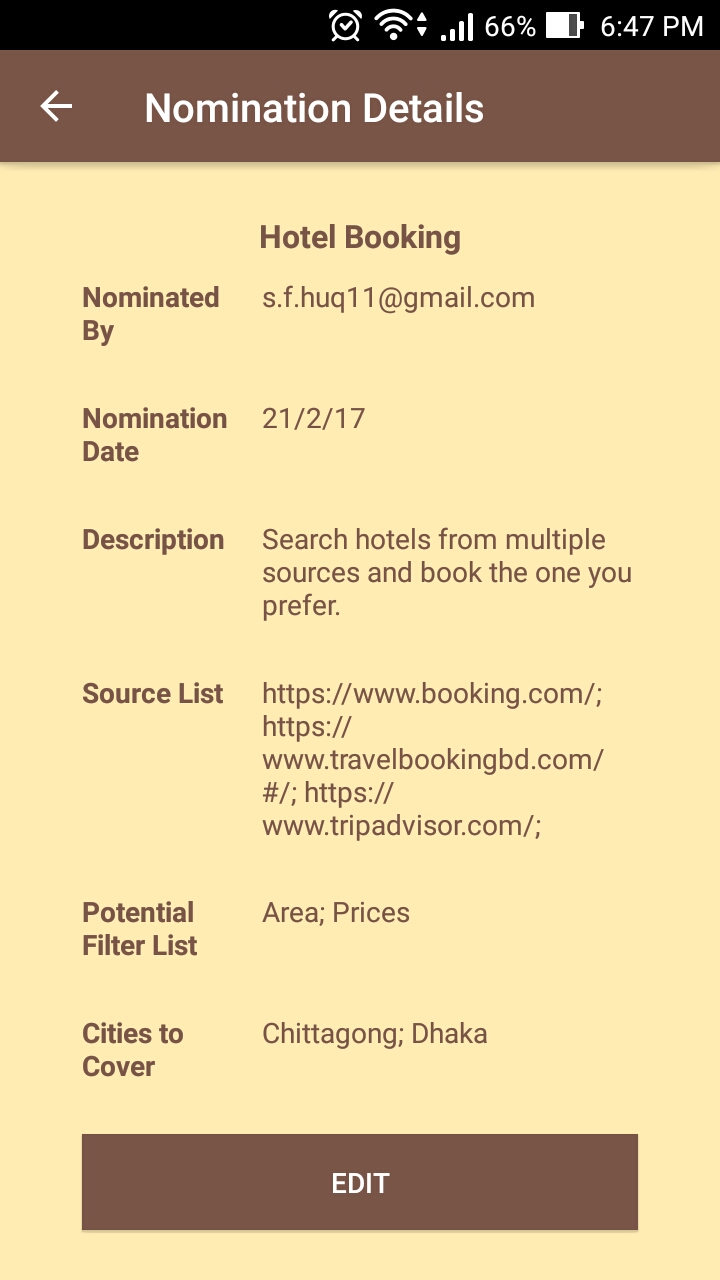 66% 6:47 PM
Nomination Details
Hotel Booking
Nominated By
s.f.huq11@gmail.com
Nomination Date
21/2/17
Description
Search hotels from multiple
sources and book the one you
prefer.
Source List
https://www.booking.com/;
https://
www.travelbookingbd.com/
#/; https://
www.tripadvisor.com/;
Potential
Filter List
Area; Prices
Cities to
Cover
Chittagong; Dhaka
EDIT